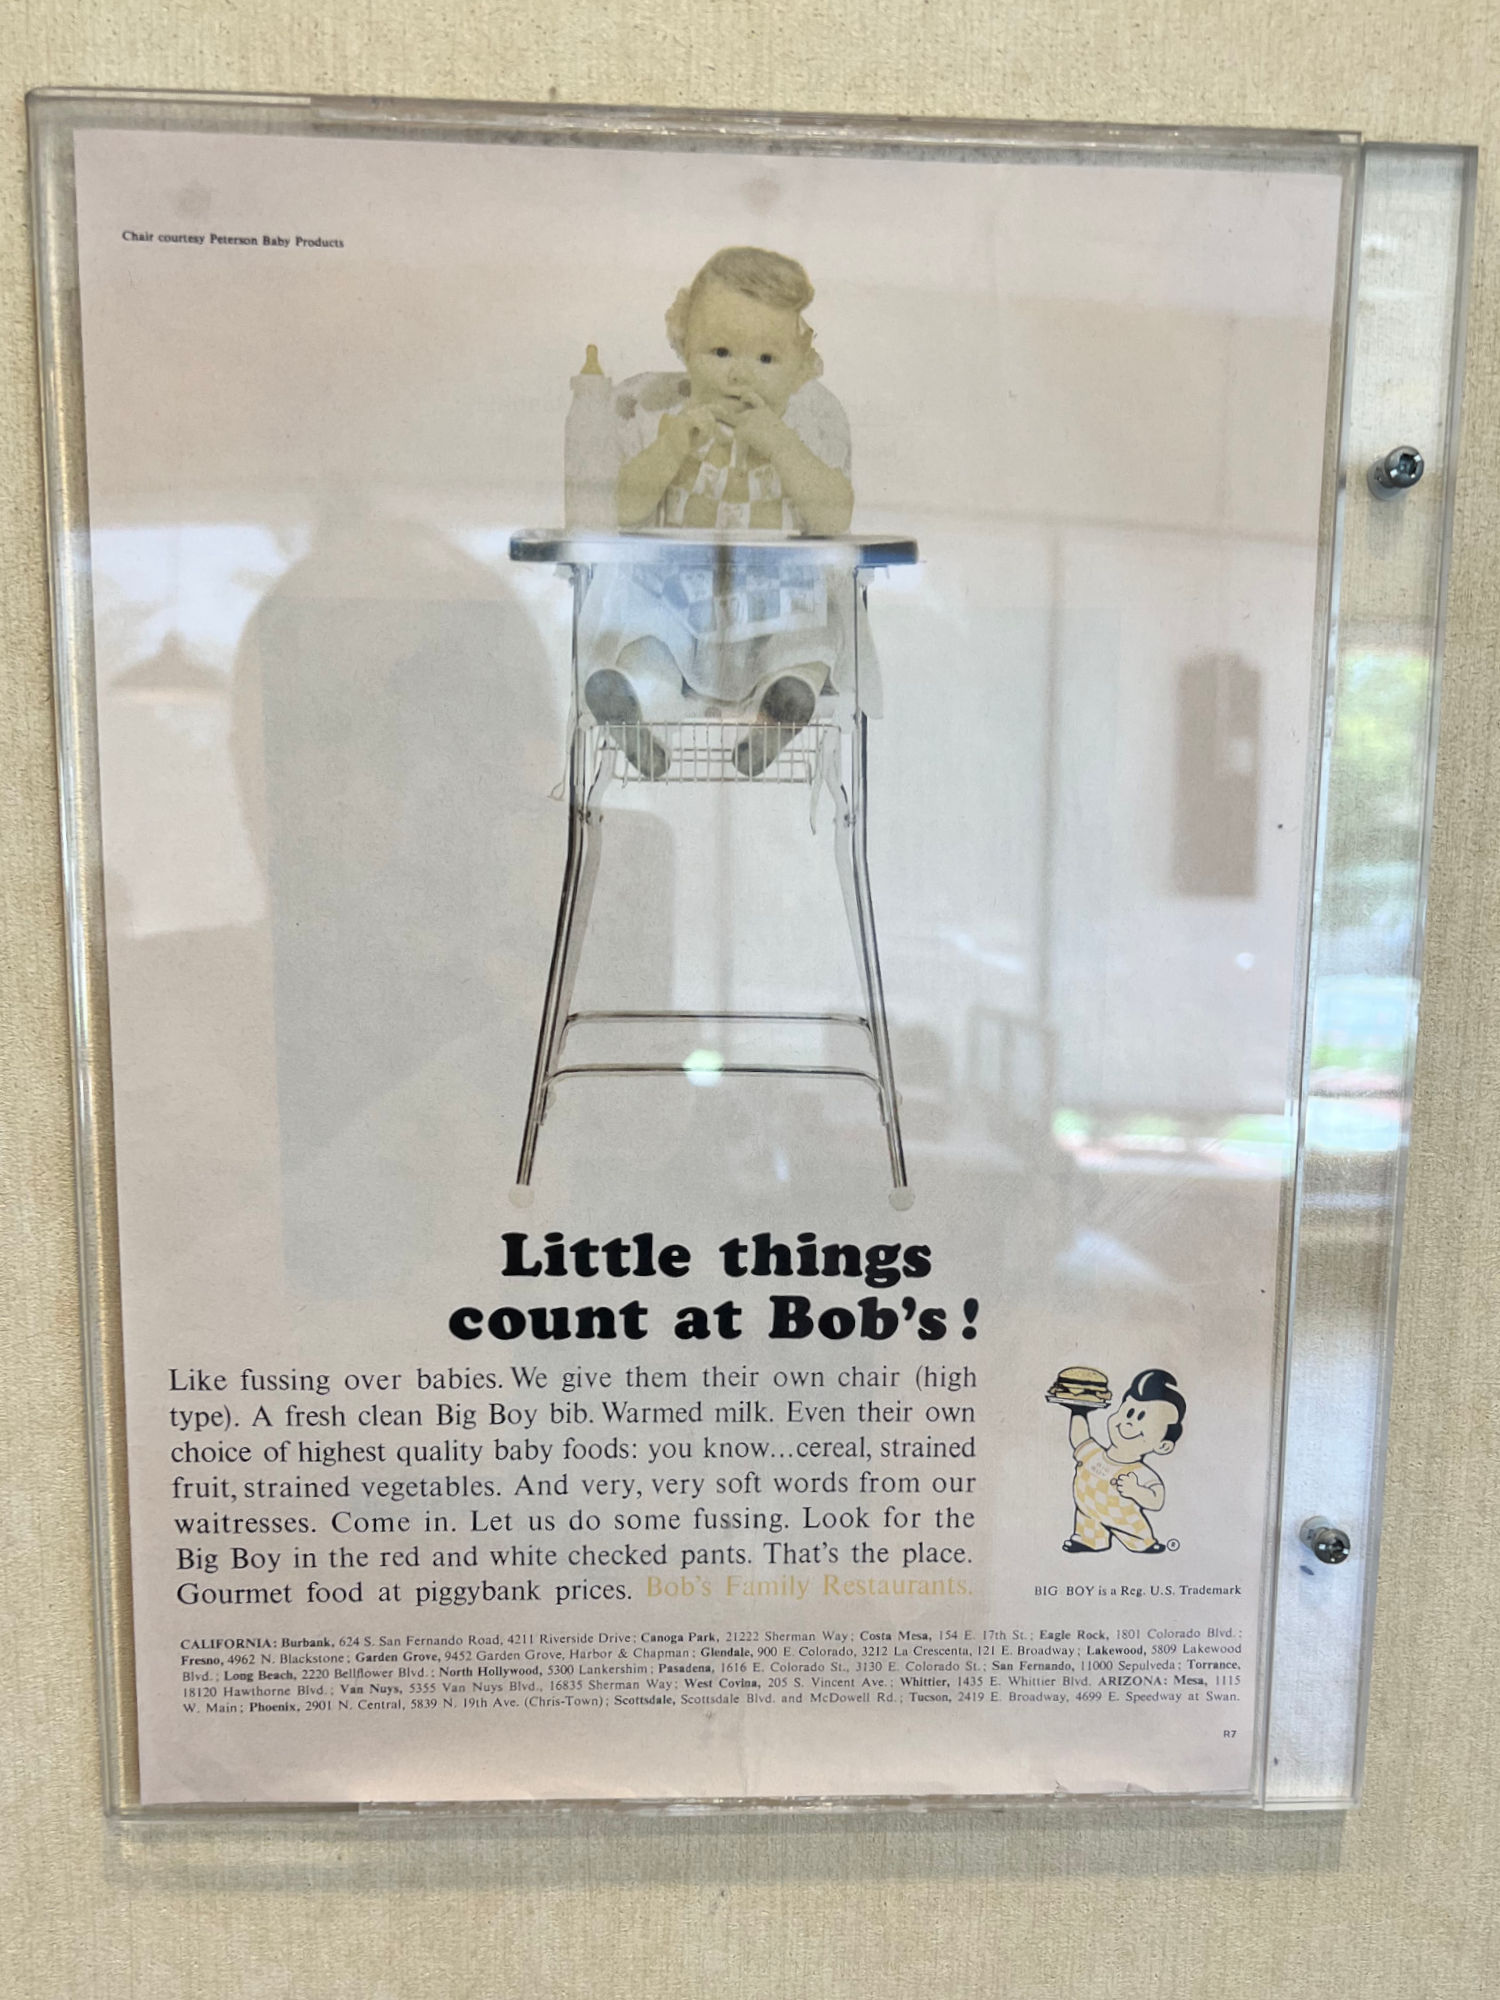 Chair courtesy Peterson Baby Products
Little things
count at Bob's!
Like fussing over babies. We give them their own chair (high
type). A fresh clean Big Boy bib. Warmed milk. Even their own
choice of highest quality baby foods: you know...cereal, strained
fruit, strained vegetables. And very, very soft words from our
waitresses. Come in. Let us do some fussing. Look for the
Big Boy in the red and white checked pants. That's the place.
Gourmet food at piggybank prices. Bob's Family Restaurants.
BIG BOY is a Reg. U.S. Trademark
CALIFORNIA: Burbank, 624 S. San Fernando Road, 4211 Riverside Drive; Canoga Park, 21222 Sherman Way; Costa Mesa, 154 E. 17th St.; Eagle Rock, 1801 Colorado Blvd.;
Fresno, 4962 N. Blackstone; Garden Grove, 9452 Garden Grove, Harbor & Chapman; Glendale, 900 E. Colorado, 3212 La Crescenta, 121 E. Broadway; Lakewood, 5809 Lakewood
Blvd.; Long Beach, 2220 Bellflower Blvd.; North Hollywood, 5300 Lankershim; Pasadena, 1616 E. Colorado St., 3130 E. Colorado St.; San Fernando, 11000 Sepulveda; Torrance,
18120 Hawthorne Blvd.; Van Nuys, 5355 Van Nuys Blvd., 16835 Sherman Way; West Covina, 205 S. Vincent Ave.; Whittier, 1435 E. Whittier Blvd. ARIZONA: Mesa, 1115
W. Main; Phoenix, 2901 N. Central, 5839 N. 19th Ave. (Chris-Town); Scottsdale, Scottsdale Blvd. and McDowell Rd.; Tucson, 2419 E. Broadway, 4699 E. Speedway at Swan.
R7